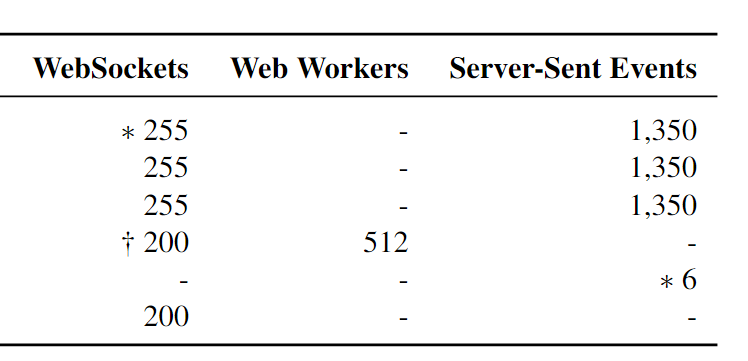 WebSockets Web Workers Server-Sent Events
∗ 255 - 1,350
255 - 1,350
255 - 1,350
† 200 512 -
- - ∗ 6
200 - -